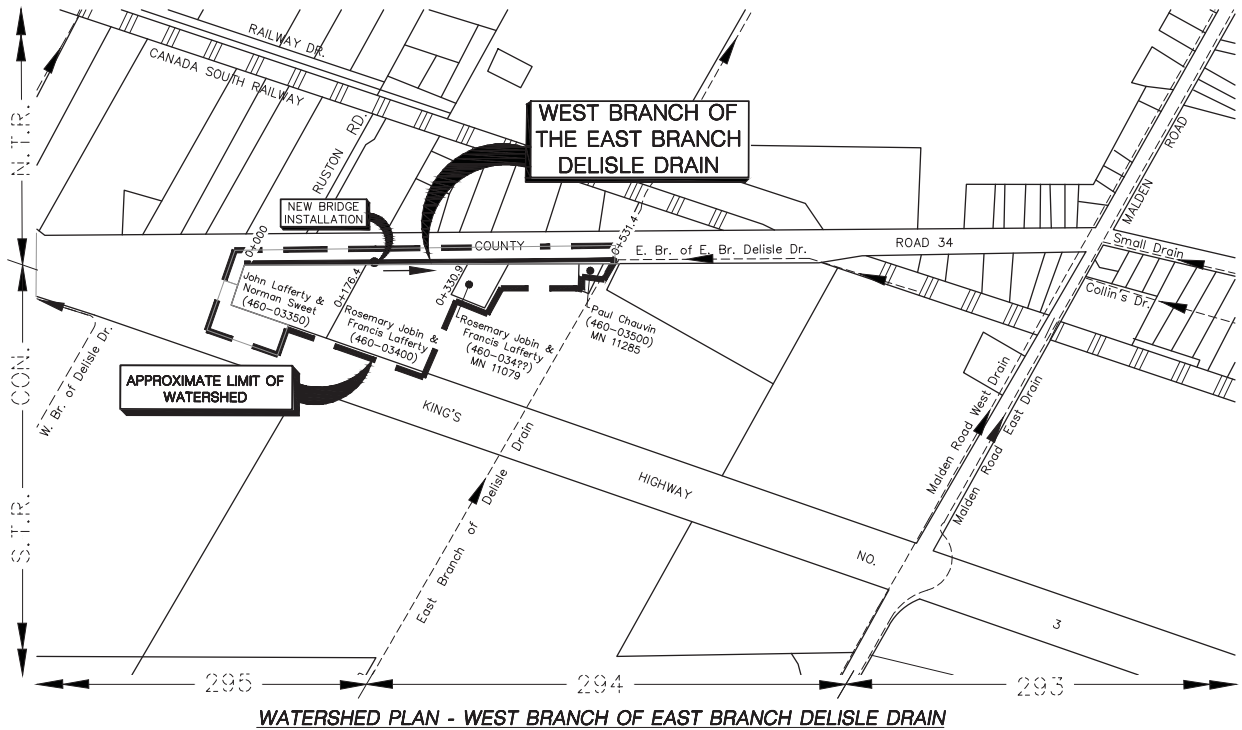 RAILWAY DR.
CANADA SOUTH RAILWAY
RUSTON RD.
WEST BRANCH OF
THE EAST BRANCH
DELISLE DRAIN
N.T.R.
CON.
S.T.R.
NEW BRIDGE
INSTALLATION
0+000
0+176.4
0+330.9
0+531.4
COUNTY
ROAD 34
E. Br. of E. Br. Delisle Dr.
MALDEN ROAD
Small Drain
Collin's Dr.
John Lafferty &
Norman Sweet
(460-03350)
Rosemary Jobin &
Francis Lafferty
(460-03400)
Rosemary Jobin &
Francis Lafferty
(460-034??)
MN 11079
Paul Chauvin
(460-03500)
MN 11285
W. Br. of Delisle Dr.
APPROXIMATE LIMIT OF
WATERSHED
KING'S
HIGHWAY
NO.
3
East Branch of Delisle Drain
Malden Road West Drain
Malden Road East Drain
295
294
293
WATERSHED PLAN - WEST BRANCH OF EAST BRANCH DELISLE DRAIN